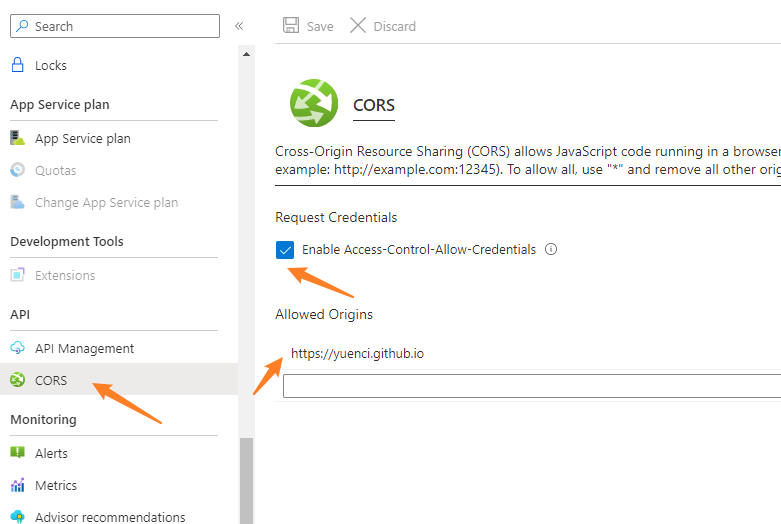 Search
«
Locks
App Service plan
App Service plan
Quotas
Change App Service plan
Development Tools
Extensions
API
API Management
CORS
Monitoring
Alerts
Metrics
Advisor recommendations
Save
Discard
CORS
Cross-Origin Resource Sharing (CORS) allows JavaScript code running in a browser
example: http://example.com:12345). To allow all, use "*" and remove all other orig
Request Credentials
Enable Access-Control-Allow-Credentials
Allowed Origins
https://yuenci.github.io